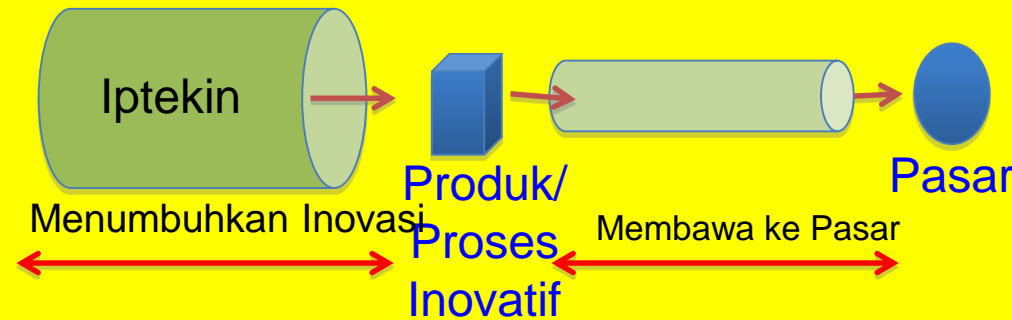 Iptekin
Produk/
Proses
Inovatif
Pasar
Menumbuhkan Inovasi
Membawa ke Pasar